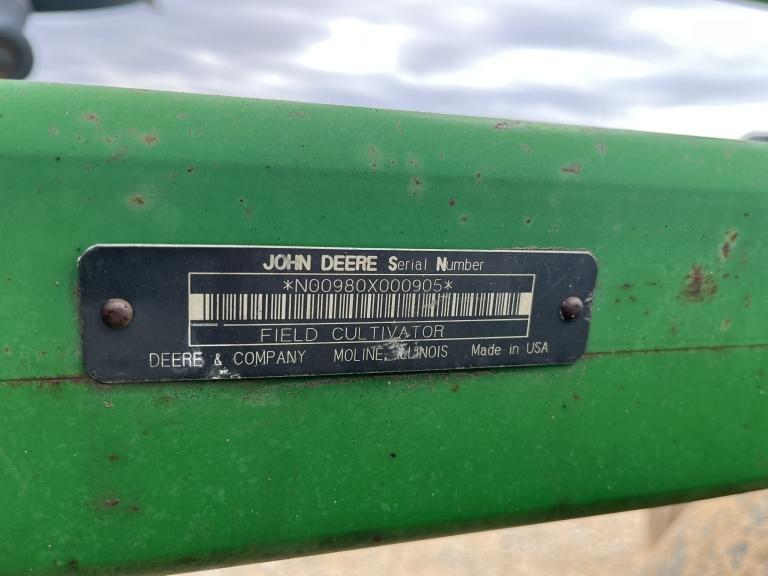 JOHN DEERE Serial Number
*N00980X000905*
FIELD CULTIVATOR
DEERE & COMPANY MOLINE, ILLINOIS Made in USA